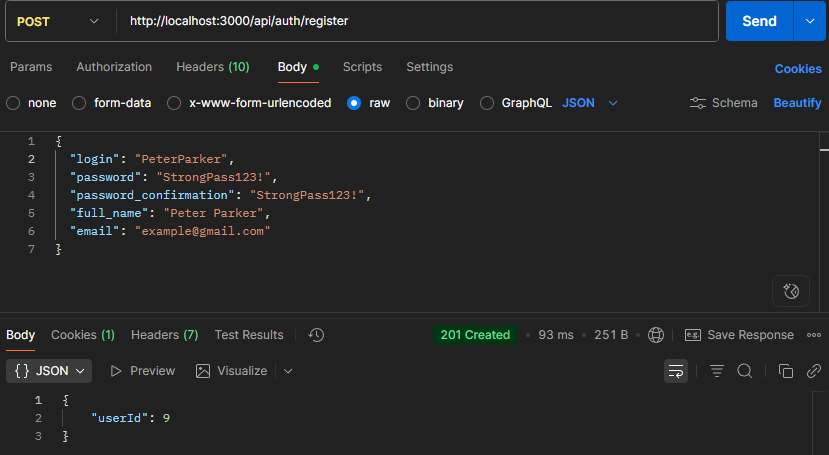 POST http://localhost:3000/api/auth/register Send
Params Authorization Headers (10) Body Scripts Settings Cookies
none form-data x-www-form-urlencoded raw binary GraphQL JSON Schema Beautify
1 {
2 "login": "PeterParker",
3 "password": "StrongPass123!",
4 "password_confirmation": "StrongPass123!",
5 "full_name": "Peter Parker",
6 "email": "example@gmail.com"
7 }
Body Cookies (1) Headers (7) Test Results 201 Created • 93 ms • 251 B e.g. Save Response
{} JSON Preview Visualize
1 {
2 "userId": 9
3 }